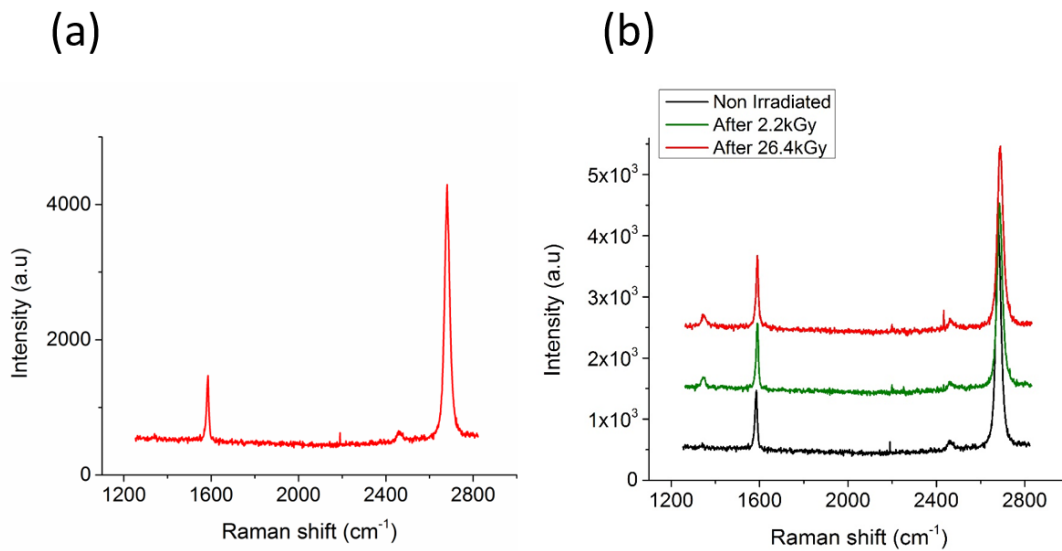 (a)
4000
2000
0
1200
1600
2000
2400
2800
Intensity (a.u)
Raman shift (cm⁻¹)
(b)
Non Irradiated
After 2.2kGy
After 26.4kGy
5x10³
4x10³
3x10³
2x10³
1x10³
0
1200
1600
2000
2400
2800
Intensity (a.u)
Raman shift (cm⁻¹)